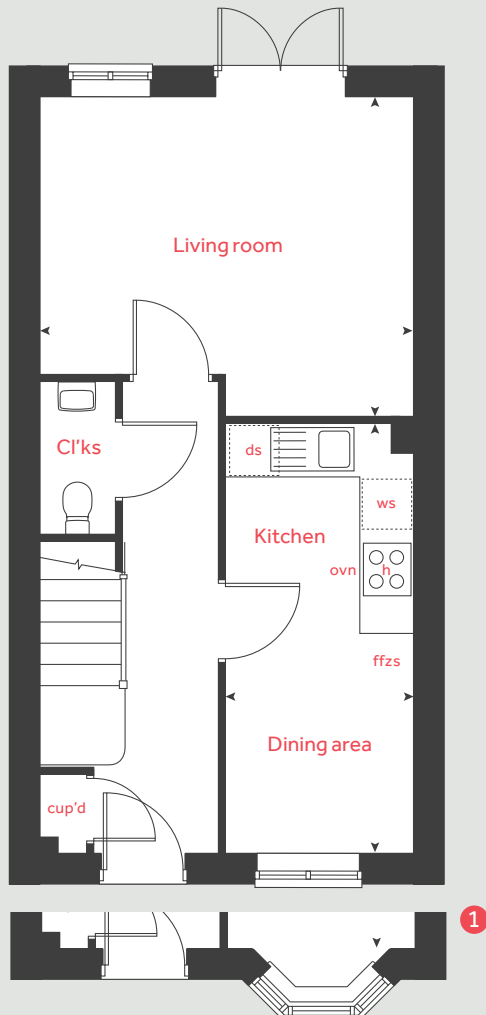 Living room
Cl'ks
ds
ws
Kitchen
ovn
h
ffzs
Dining area
cup'd
1